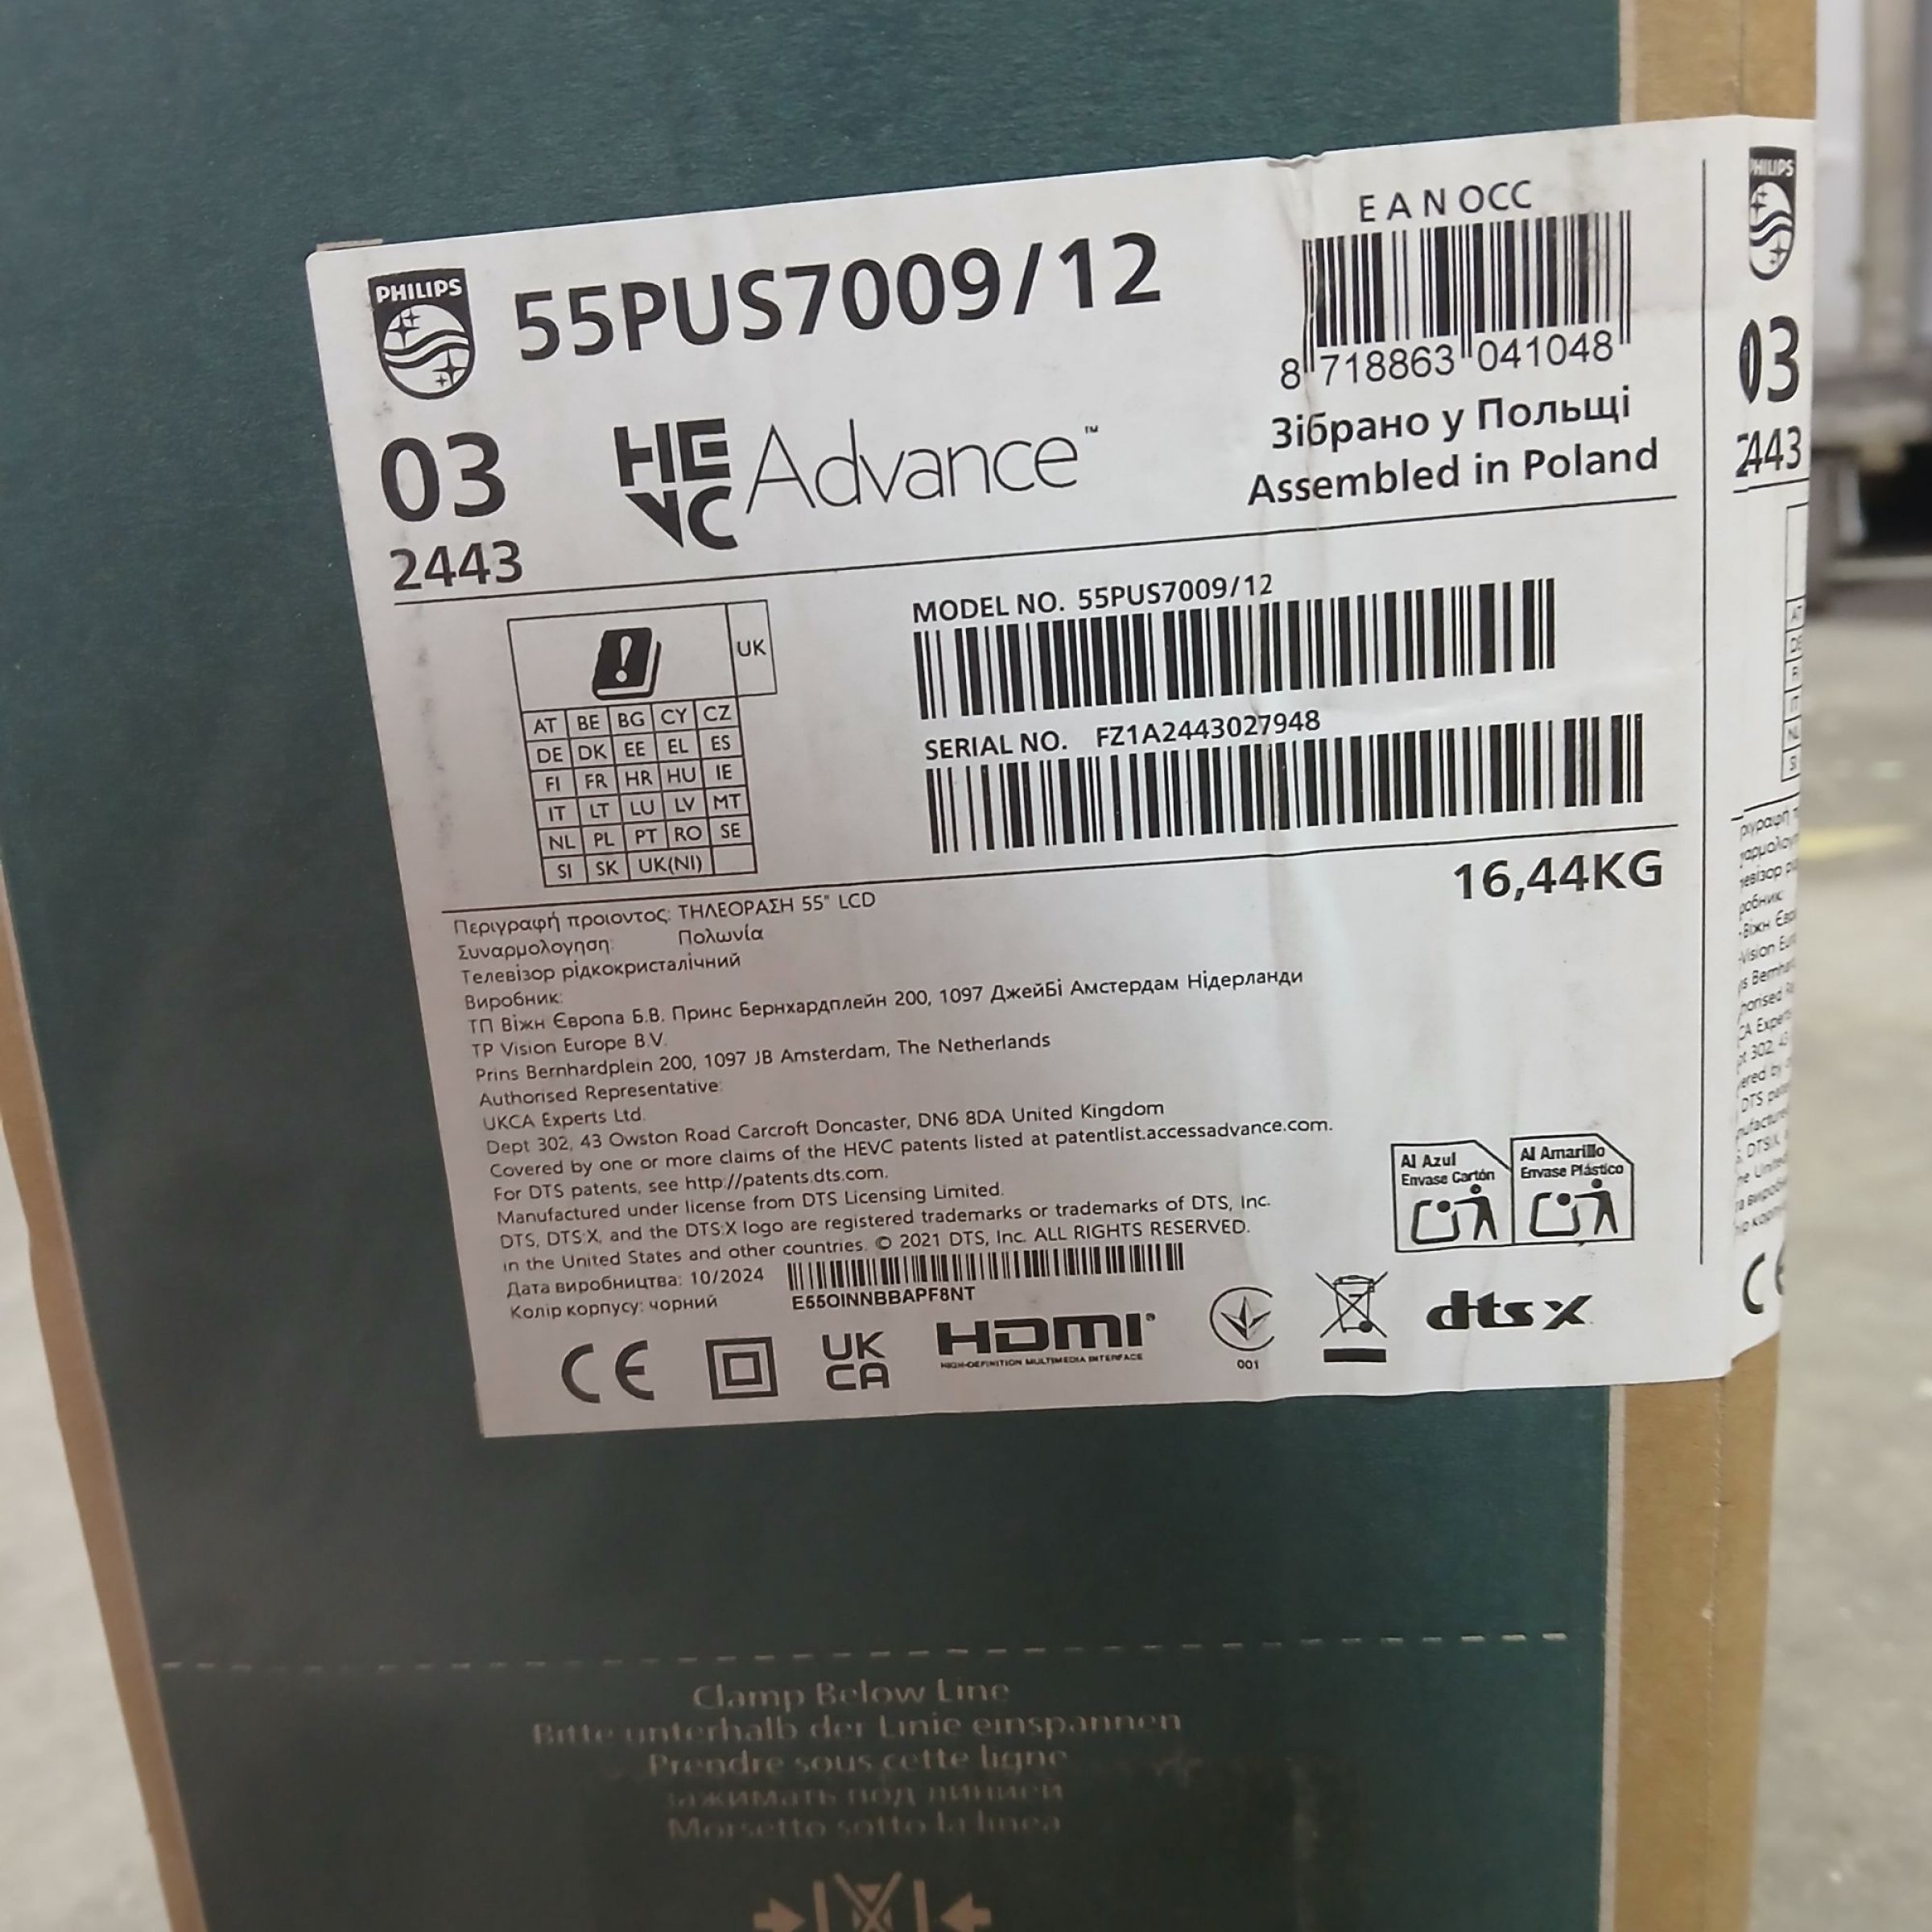 PHILIPS
55PUS7009/12
EAN OCC
8 718863 041048
03
2443
HEVC Advance™
Зібрано у Польщі
Assembled in Poland
MODEL NO. 55PUS7009/12
SERIAL NO. FZ1A2443027948
16,44KG
UK
AT BE BG CY CZ
DE DK EE EL ES
FI FR HR HU IE
IT LT LU LV MT
NL PL PT RO SE
SI SK UK(NI)
Περιγραφή προιοντος: ΤΗΛΕΟΡΑΣΗ 55" LCD
Συναρμολογηση: Πολωνία
Телевізор рідкокристалічний
Виробник:
ТП Віжн Європа Б.В. Принс Бернхардплейн 200, 1097 ДжейБі Амстердам Нідерланди
TP Vision Europe B.V.
Prins Bernhardplein 200, 1097 JB Amsterdam, The Netherlands
Authorised Representative:
UKCA Experts Ltd.
Dept 302, 43 Owston Road Carcroft Doncaster, DN6 8DA United Kingdom
Covered by one or more claims of the HEVC patents listed at patentlist.accessadvance.com.
For DTS patents, see http://patents.dts.com.
Manufactured under license from DTS Licensing Limited.
DTS, DTS:X, and the DTS:X logo are registered trademarks or trademarks of DTS, Inc.
in the United States and other countries. © 2021 DTS, Inc. ALL RIGHTS RESERVED.
Дата виробництва: 10/2024
Колір корпусу: чорний
E55OINNBBAPF8NT
Al Azul
Envase Cartón
Al Amarillo
Envase Plástico
CE
UK
CA
HDMI®
HIGH-DEFINITION MULTIMEDIA INTERFACE
001
dts X
PHILIPS
03
2443
Clamp Below Line
Bitte unterhalb der Linie einspannen
Prendre sous cette ligne
зажимать под линией
Morsetto sotto la linea